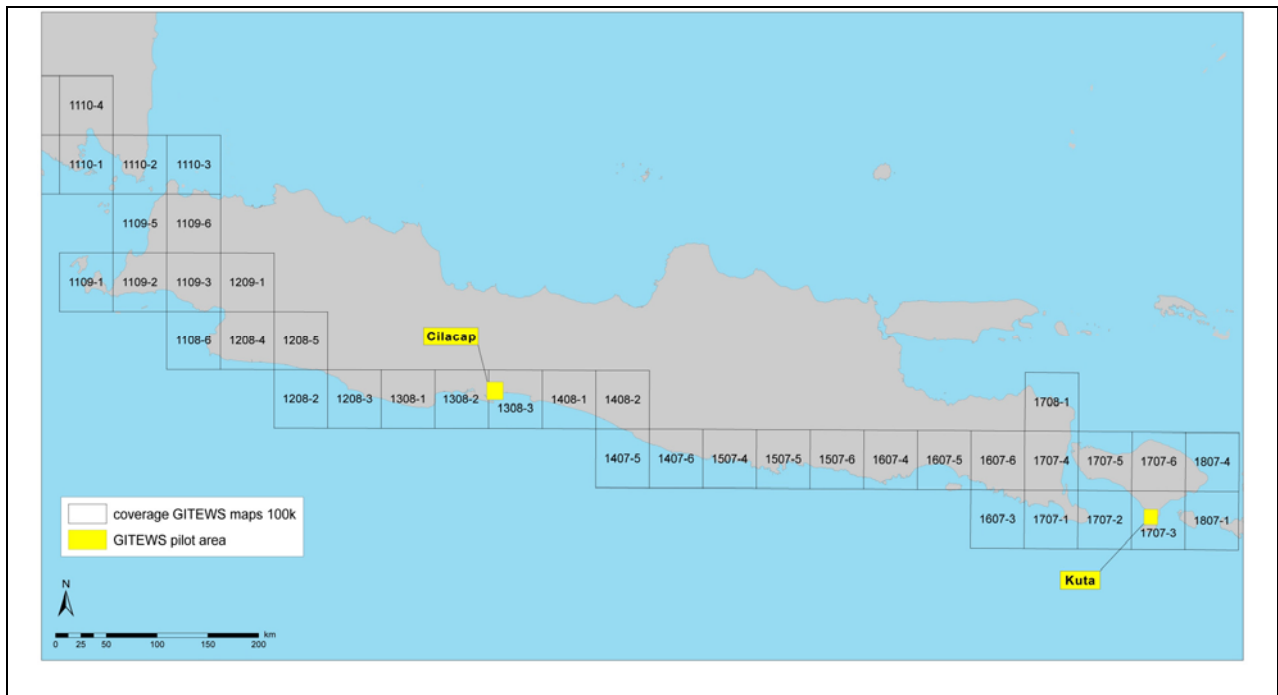 1110-4
1110-1 1110-2 1110-3
1109-5 1109-6
1109-1 1109-2 1109-3 1209-1
1108-6 1208-4 1208-5
Cilacap
1208-2 1208-3 1308-1 1308-2 1308-3 1408-1 1408-2
1708-1
1407-5 1407-6 1507-4 1507-5 1507-6 1607-4 1607-5 1607-6 1707-4 1707-5 1707-6 1807-4
1607-3 1707-1 1707-2 1707-3 1807-1
Kuta
coverage GITEWS maps 100k
GITEWS pilot area
N
km
0 25 50 100 150 200